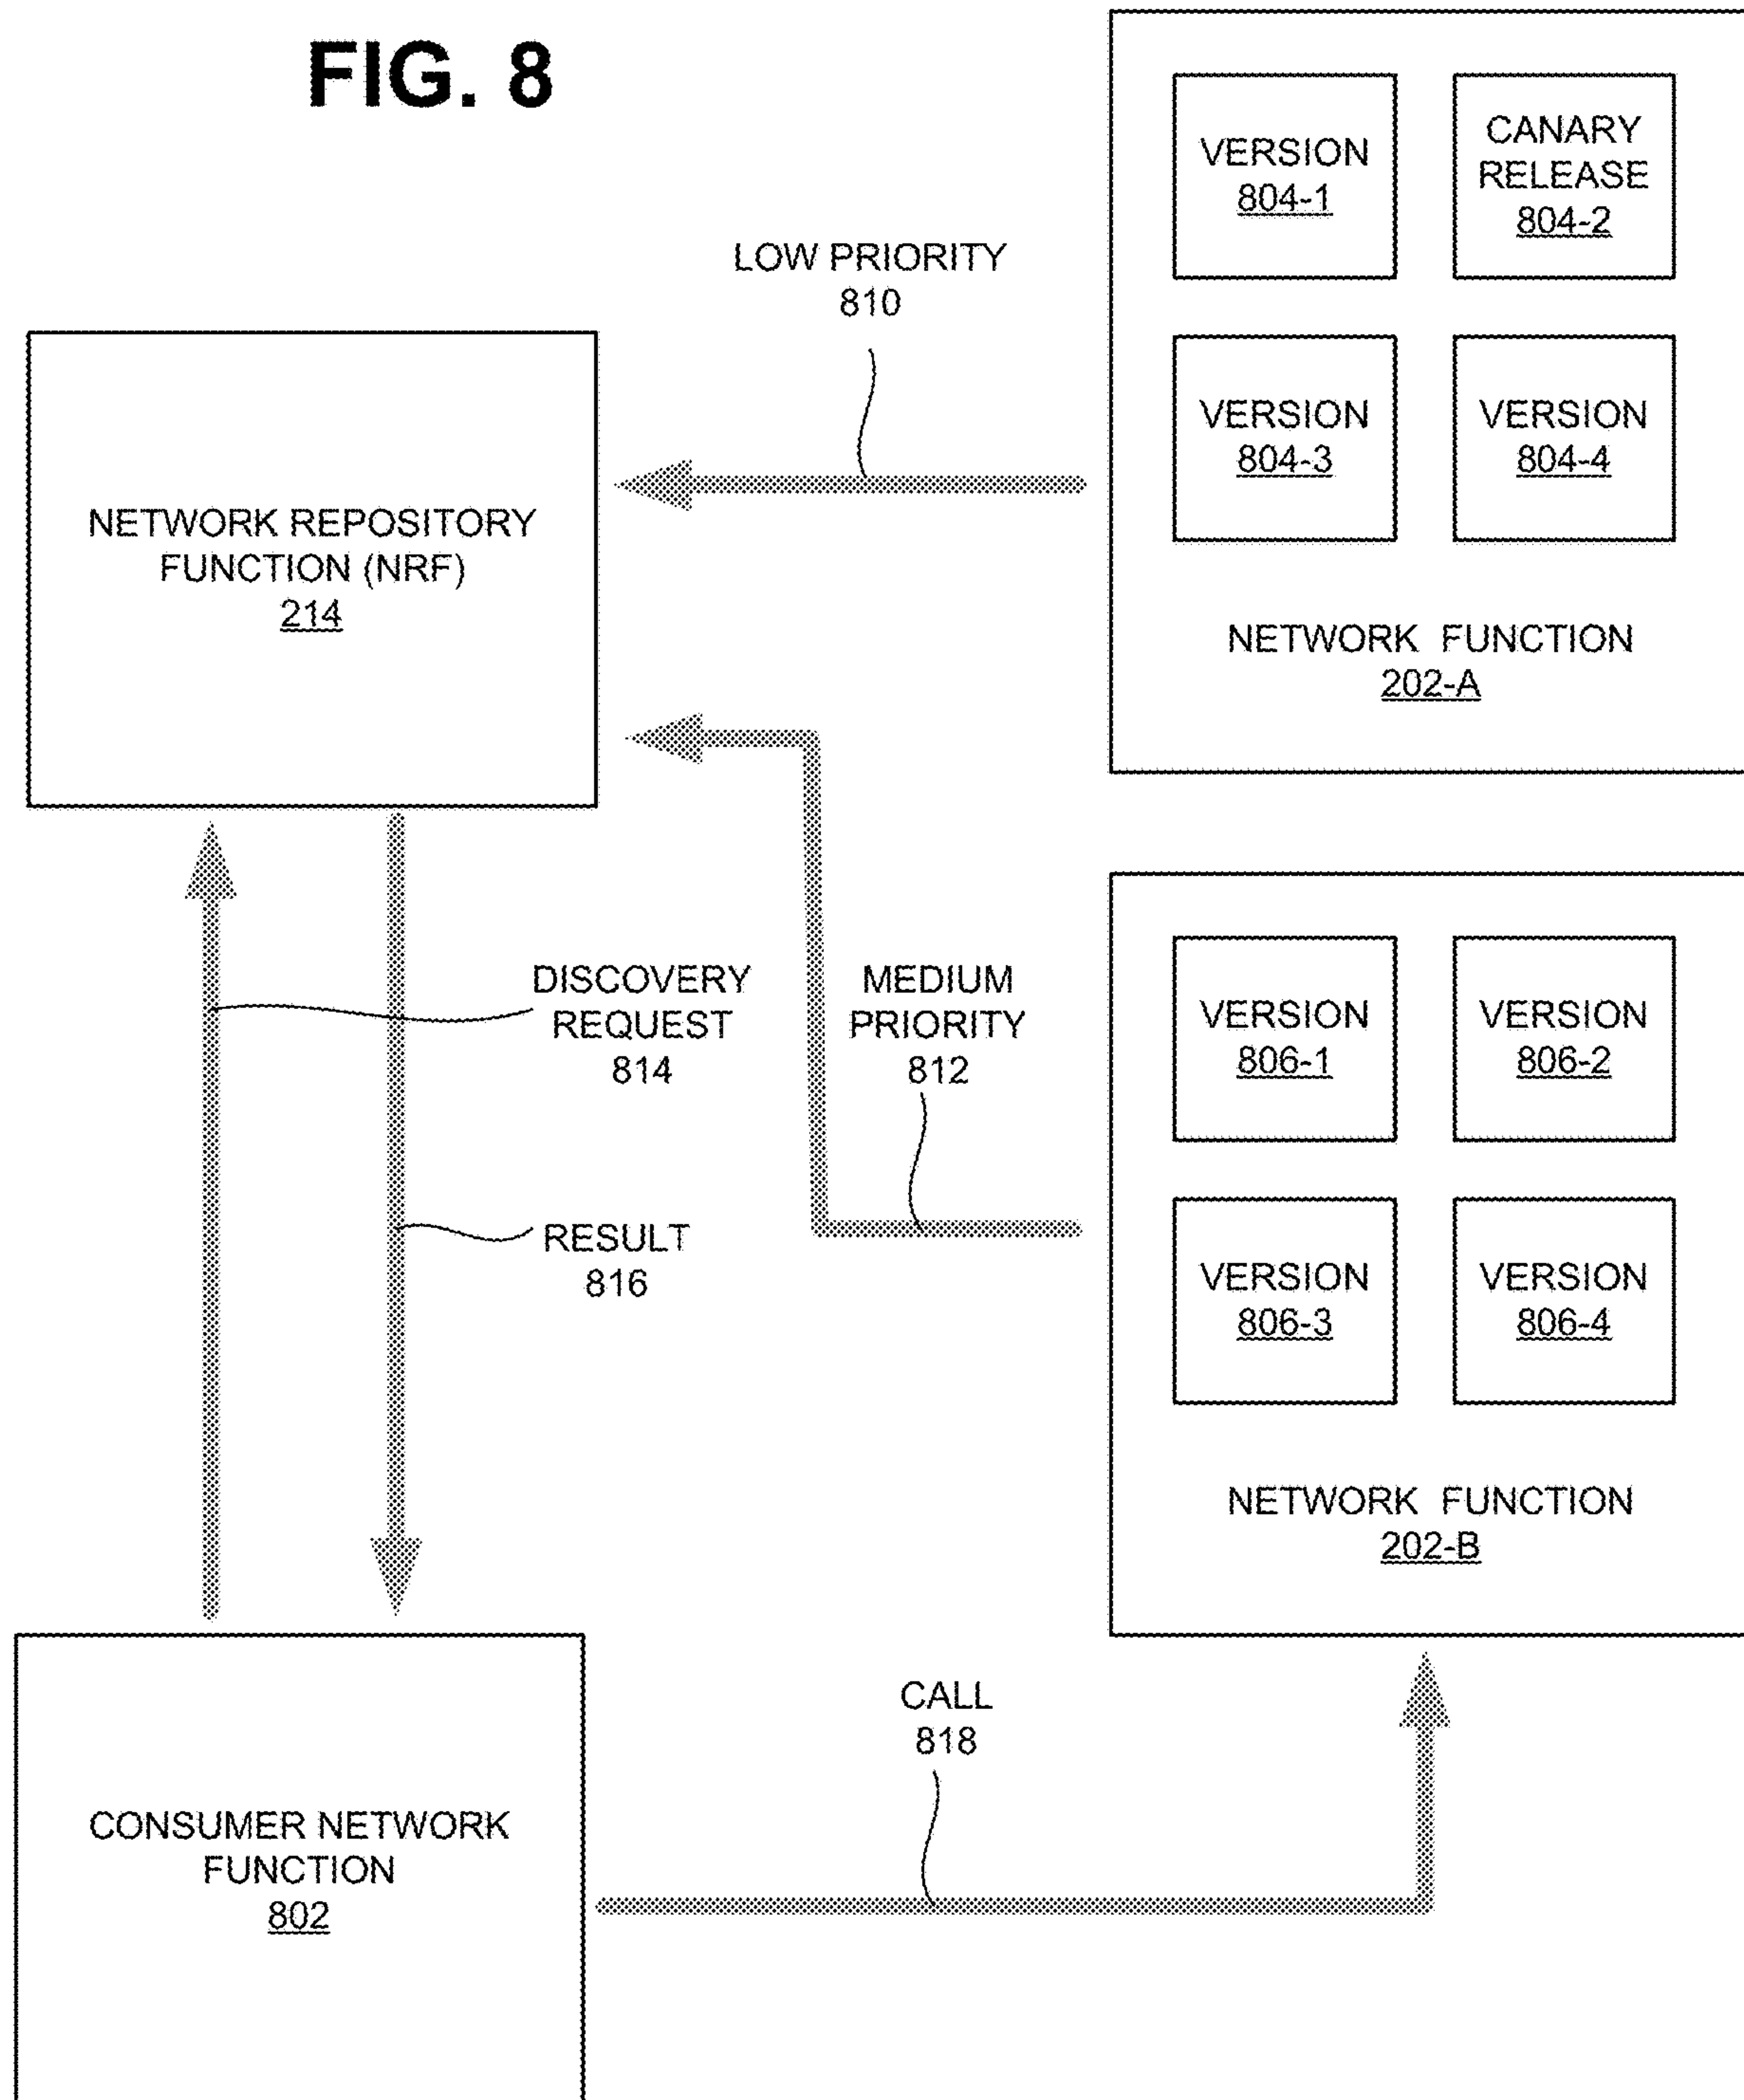 FIG. 8
VERSION
804-1
CANARY
RELEASE
804-2
VERSION
804-3
VERSION
804-4
NETWORK FUNCTION
202-A
LOW PRIORITY
810
NETWORK REPOSITORY
FUNCTION (NRF)
214
DISCOVERY
REQUEST
814
MEDIUM
PRIORITY
812
VERSION
806-1
VERSION
806-2
VERSION
806-3
VERSION
806-4
NETWORK FUNCTION
202-B
RESULT
816
CALL
818
CONSUMER NETWORK
FUNCTION
802